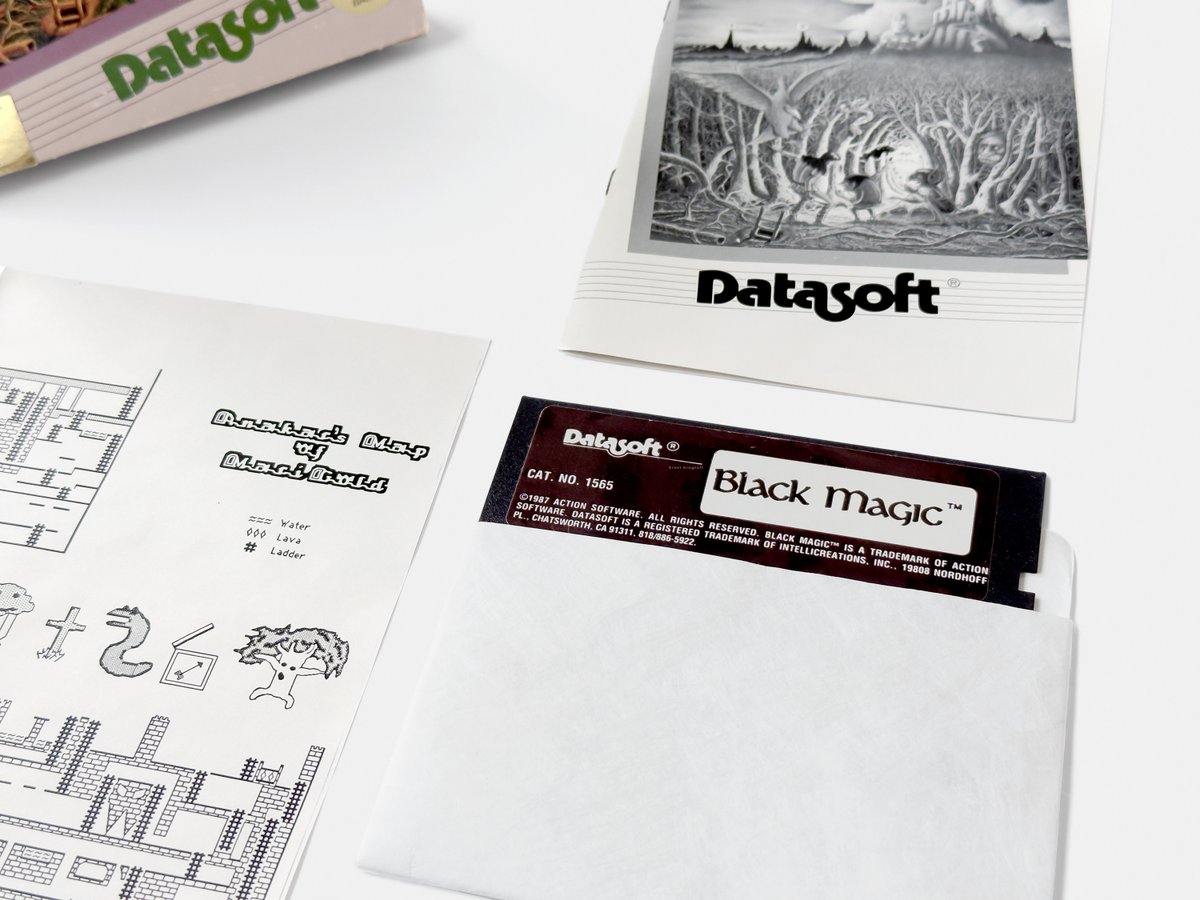 Datasoft
Datasoft®
Anakac's Map
of
≈≈≈ Water
◊◊◊ Lava
# Ladder
Datasoft®
CAT. NO. 1565
Black Magic™
©1987 ACTION SOFTWARE. ALL RIGHTS RESERVED. BLACK MAGIC™ IS A TRADEMARK OF ACTION
SOFTWARE. DATASOFT IS A REGISTERED TRADEMARK OF INTELLICREATIONS, INC., 19808 NORDHOFF
PL., CHATSWORTH, CA 91311. 818/886-5922.